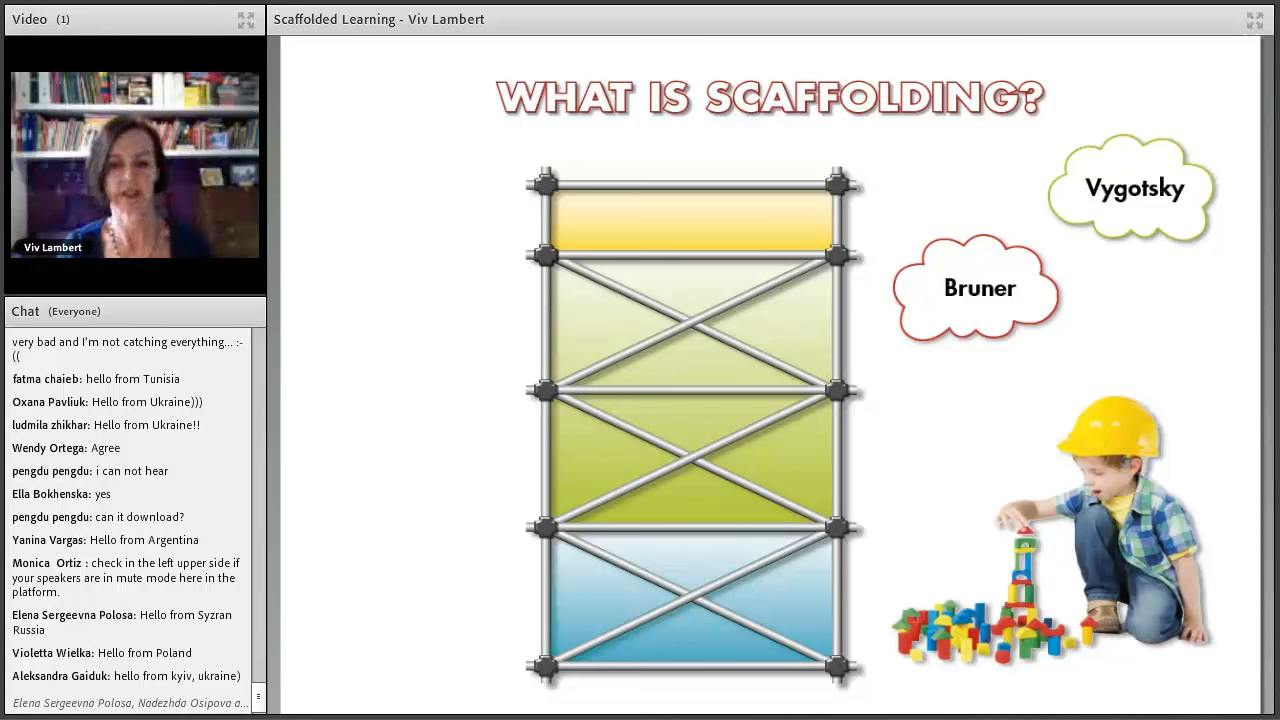 Video (1)
Scaffolded Learning - Viv Lambert
Viv Lambert
Chat (Everyone)
very bad and I'm not catching everything... :-
((
fatma chaieb: hello from Tunisia
Oxana Pavliuk: Hello from Ukraine)))
ludmila zhikhar: Hello from Ukraine!!
Wendy Ortega: Agree
pengdu pengdu: i can not hear
Ella Bokhenska: yes
pengdu pengdu: can it download?
Yanina Vargas: Hello from Argentina
Monica Ortiz : check in the left upper side if
your speakers are in mute mode here in the
platform.
Elena Sergeevna Polosa: Hello from Syzran
Russia
Violetta Wielka: Hello from Poland
Aleksandra Gaiduk: hello from kyiv, ukraine)
Elena Sergeevna Polosa, Nadezhda Osipova a...
WHAT IS SCAFFOLDING?
Vygotsky
Bruner